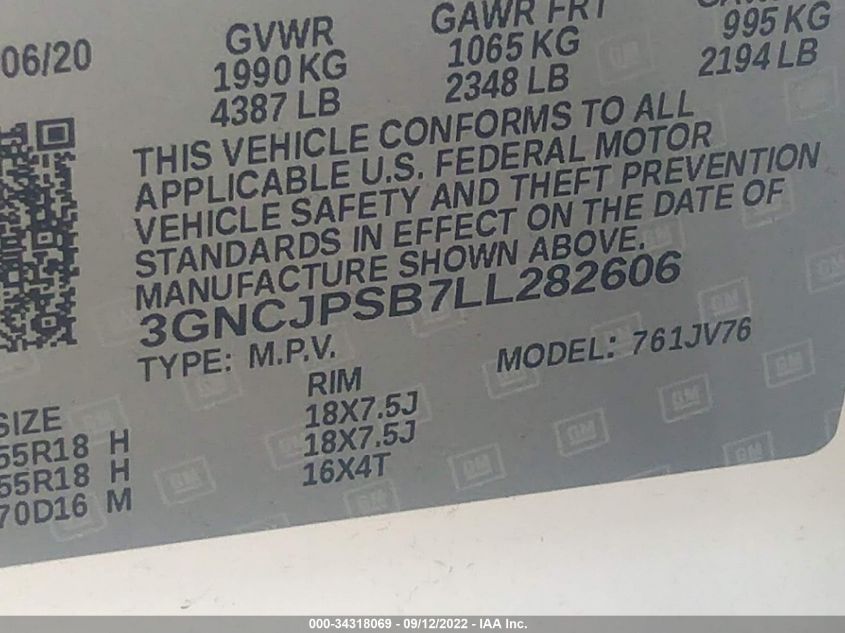 GVWR GAWR FRT
06/20 1990 KG 1065 KG 995 KG
4387 LB 2348 LB 2194 LB
THIS VEHICLE CONFORMS TO ALL
APPLICABLE U.S. FEDERAL MOTOR
VEHICLE SAFETY AND THEFT PREVENTION
STANDARDS IN EFFECT ON THE DATE OF
MANUFACTURE SHOWN ABOVE.
3GNCJPSB7LL282606
TYPE: M.P.V. MODEL: 761JV76
SIZE RIM
55R18 H 18X7.5J
55R18 H 18X7.5J
70D16 M 16X4T
000-34318069 - 09/12/2022 - IAA Inc.